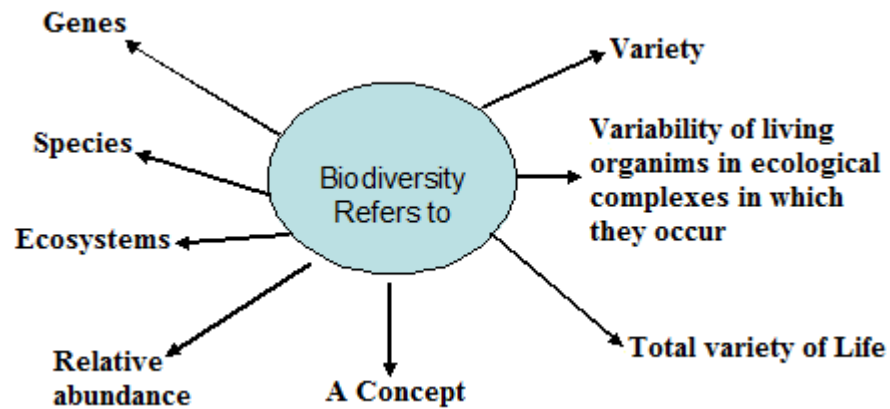 Genes
Variety
Species
Variability of living
organims in ecological
complexes in which
they occur
Biodiversity
Refers to
Ecosystems
Total variety of Life
Relative
abundance
A Concept